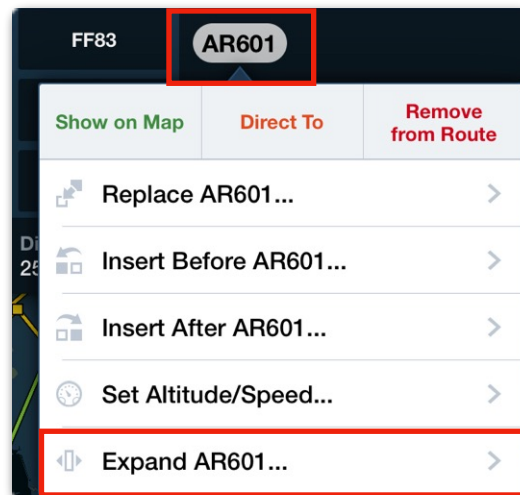 FF83 AR601
Show on Map Direct To Remove
from Route
Replace AR601...
Insert Before AR601...
Insert After AR601...
Set Altitude/Speed...
Expand AR601...